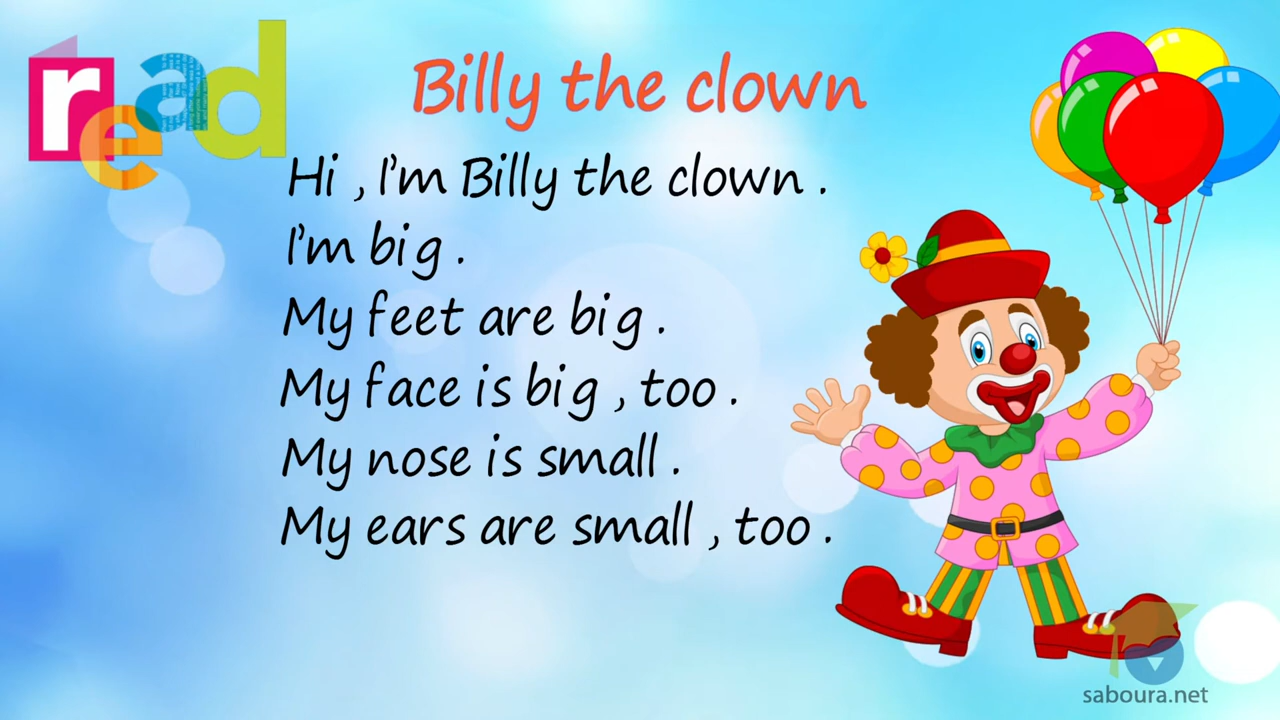 read
Billy the clown
Hi , I'm Billy the clown .
I'm big .
My feet are big .
My face is big , too .
My nose is small .
My ears are small , too .
saboura.net